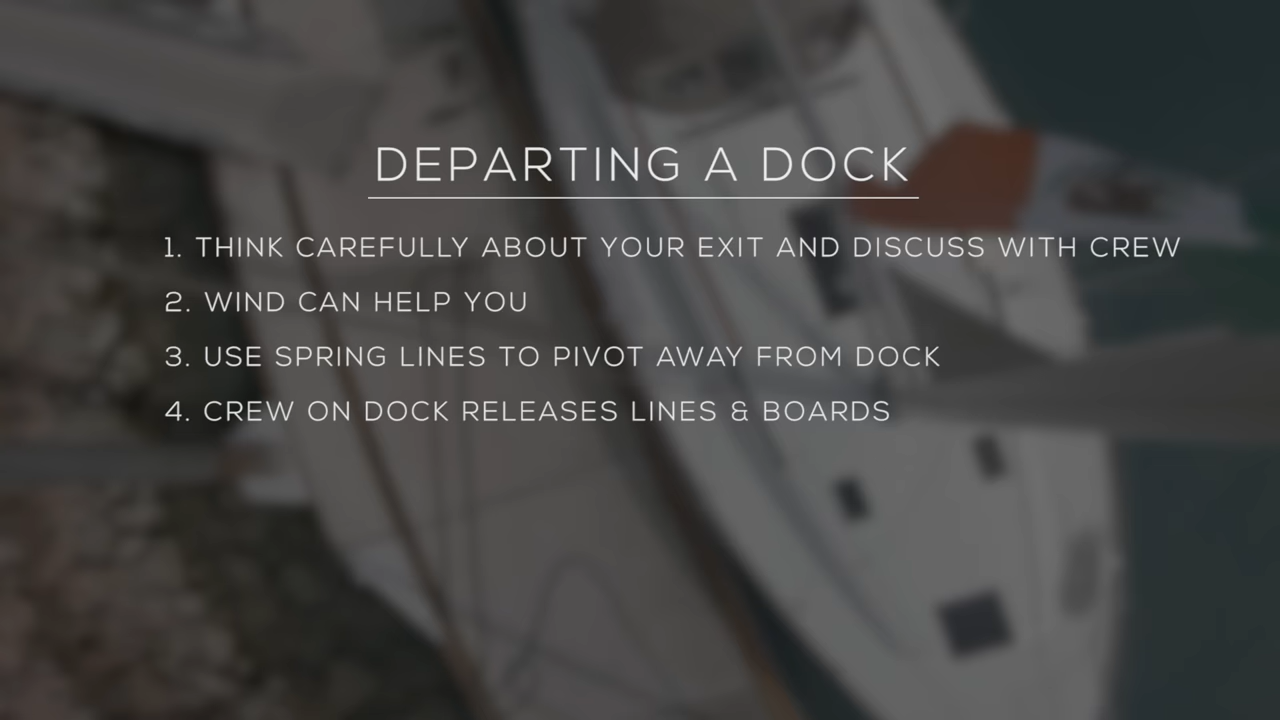 DEPARTING A DOCK
1. THINK CAREFULLY ABOUT YOUR EXIT AND DISCUSS WITH CREW
2. WIND CAN HELP YOU
3. USE SPRING LINES TO PIVOT AWAY FROM DOCK
4. CREW ON DOCK RELEASES LINES & BOARDS